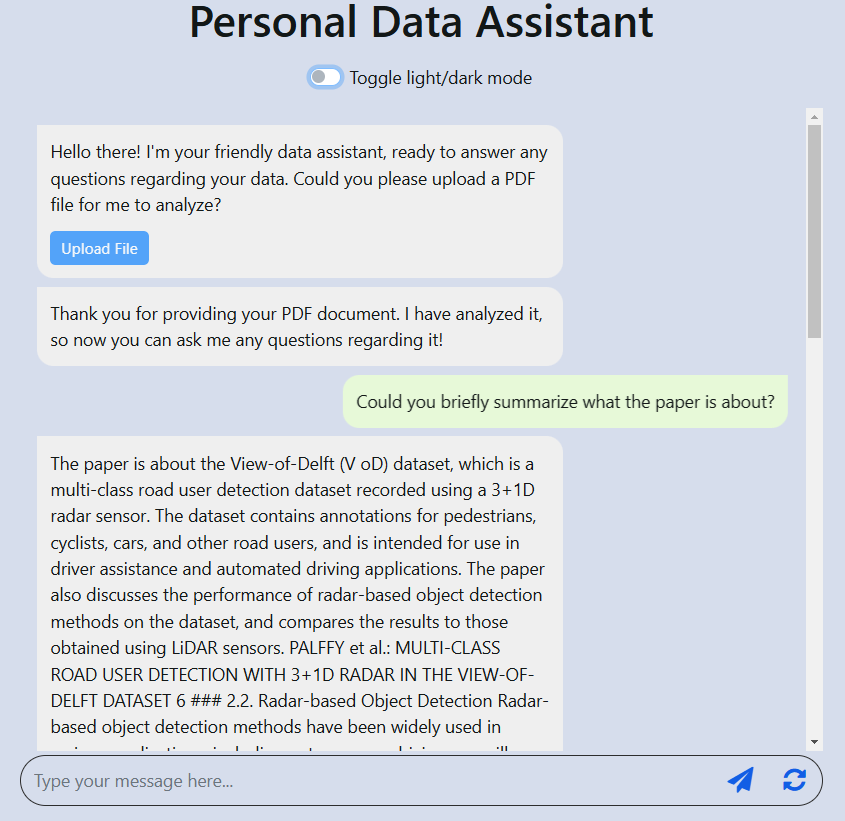 Personal Data Assistant
Toggle light/dark mode
Hello there! I'm your friendly data assistant, ready to answer any
questions regarding your data. Could you please upload a PDF
file for me to analyze?
Upload File
Thank you for providing your PDF document. I have analyzed it,
so now you can ask me any questions regarding it!
Could you briefly summarize what the paper is about?
The paper is about the View-of-Delft (V oD) dataset, which is a
multi-class road user detection dataset recorded using a 3+1D
radar sensor. The dataset contains annotations for pedestrians,
cyclists, cars, and other road users, and is intended for use in
driver assistance and automated driving applications. The paper
also discusses the performance of radar-based object detection
methods on the dataset, and compares the results to those
obtained using LiDAR sensors. PALFFY et al.: MULTI-CLASS
ROAD USER DETECTION WITH 3+1D RADAR IN THE VIEW-OF-
DELFT DATASET 6 ### 2.2. Radar-based Object Detection Radar-
based object detection methods have been widely used in
Type your message here...